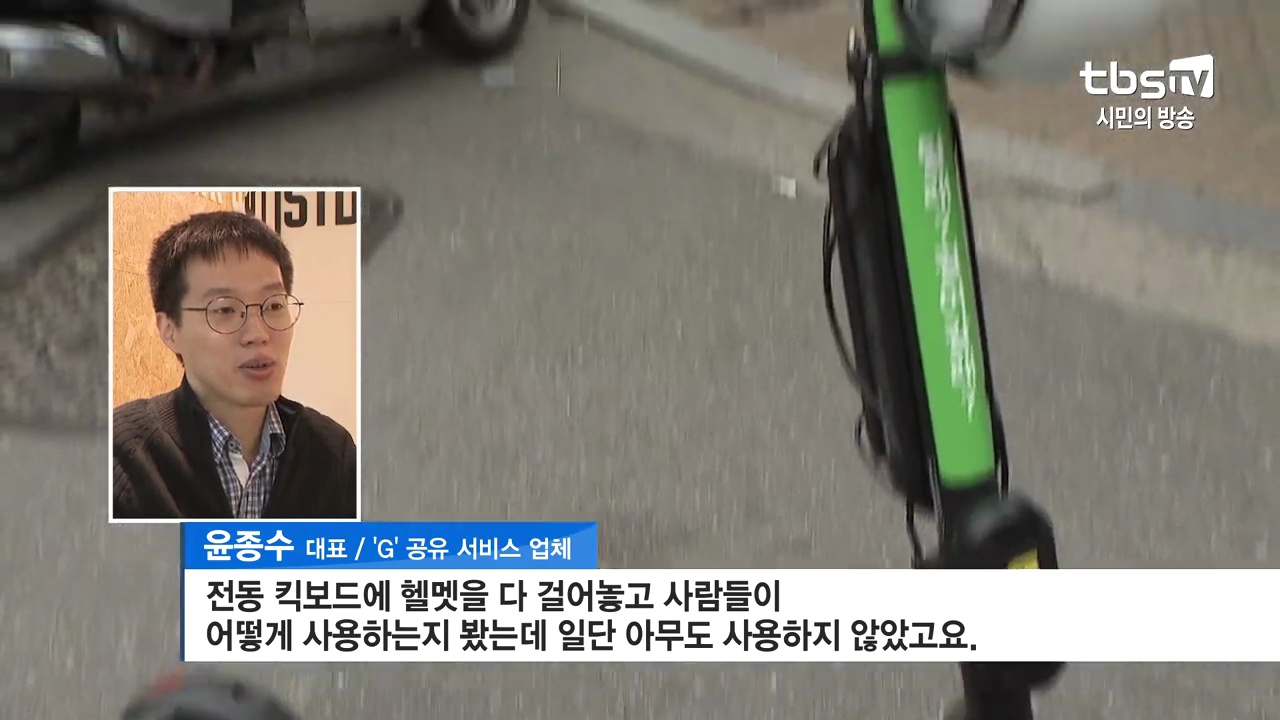 tbsTV
시민의 방송
윤종수 대표 / 'G' 공유 서비스 업체
전동 킥보드에 헬멧을 다 걸어놓고 사람들이
어떻게 사용하는지 봤는데 일단 아무도 사용하지 않았고요.